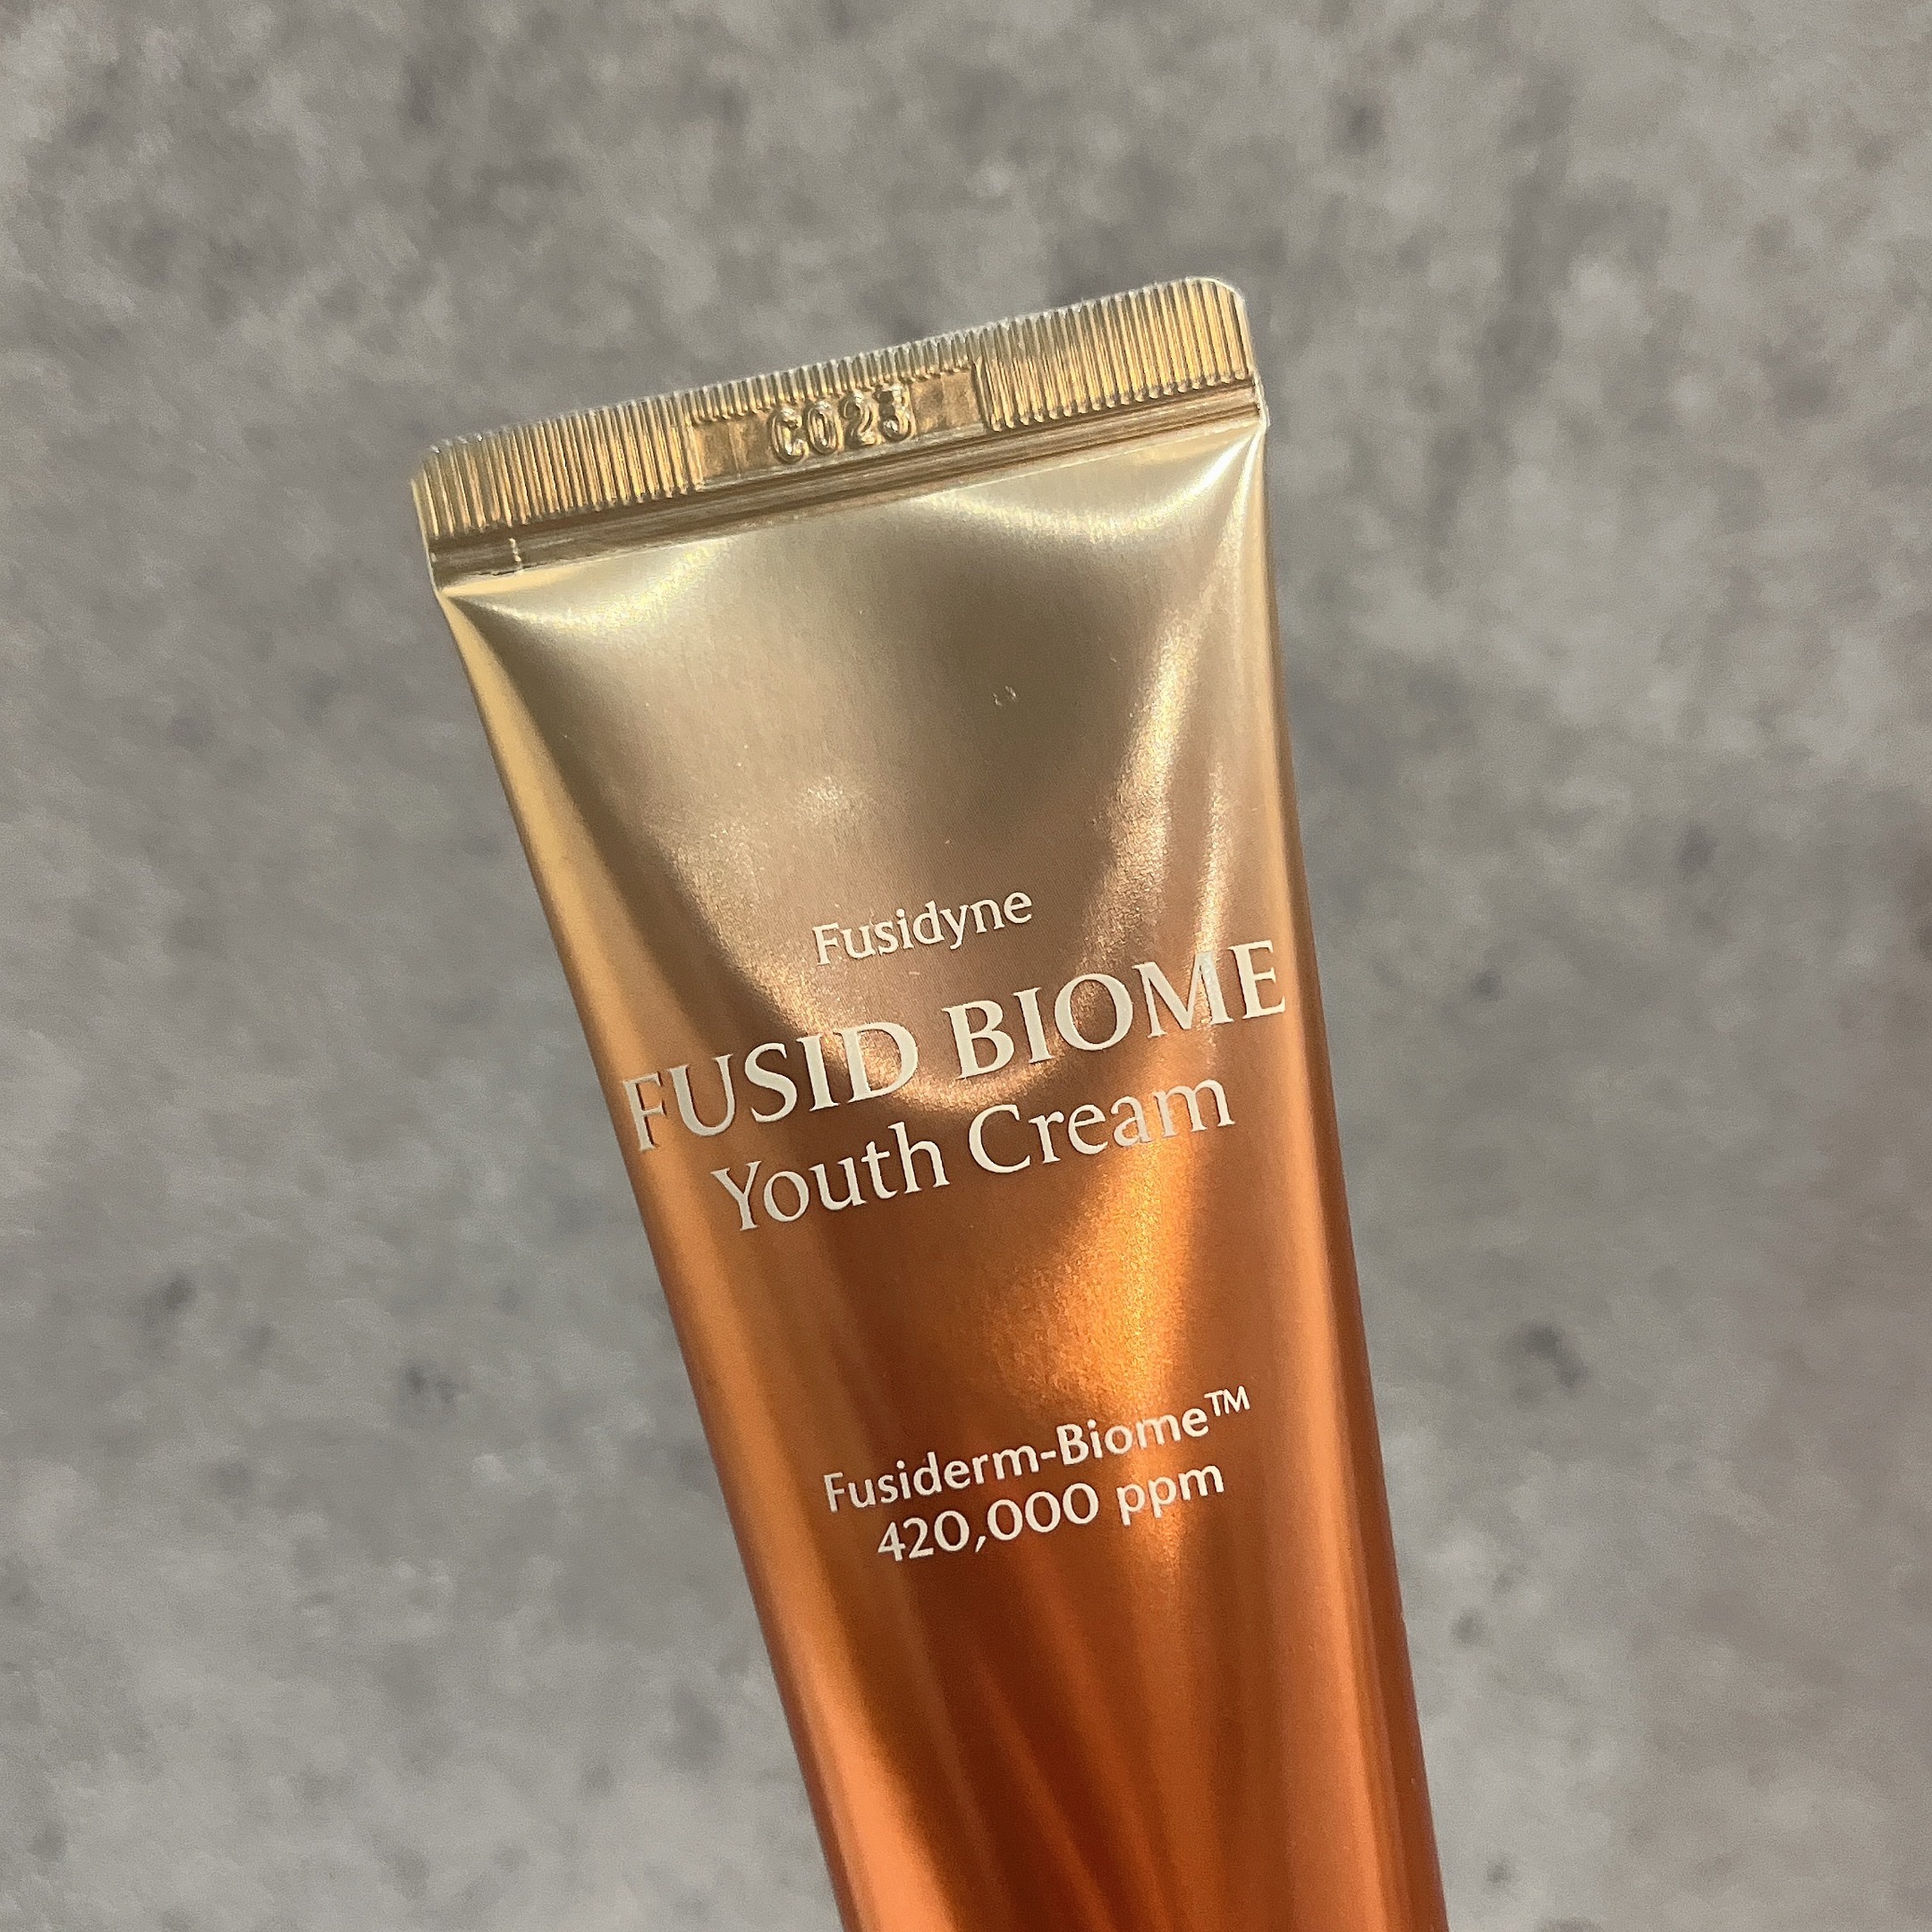 C023
Fusidyne
FUSID BIOME
Youth Cream
Fusiderm-Biome™
420,000 ppm